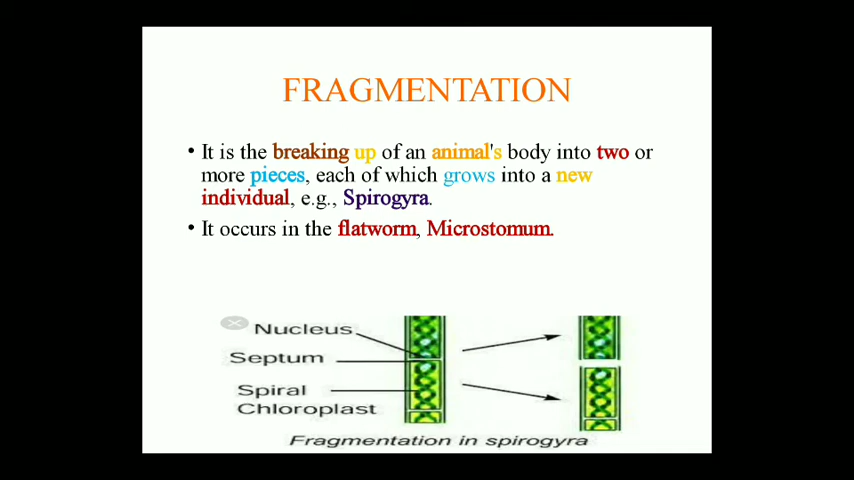 FRAGMENTATION
• It is the breaking up of an animal's body into two or
more pieces, each of which grows into a new
individual, e.g., Spirogyra.
• It occurs in the flatworm, Microstomum.
Nucleus
Septum
Spiral
Chloroplast
Fragmentation in spirogyra